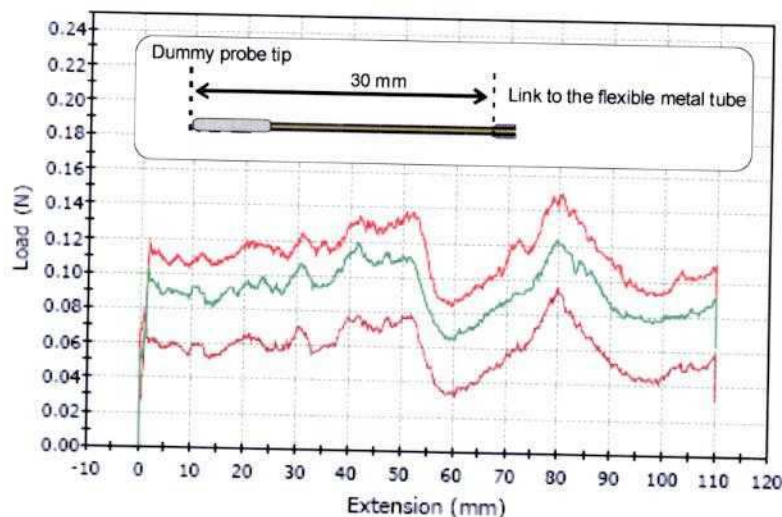 0.24
0.22
0.20
0.18
0.16
0.14
0.12
0.10
0.08
0.06
0.04
0.02
0.00
Load (N)
Dummy probe tip
30 mm
Link to the flexible metal tube
-10 0 10 20 30 40 50 60 70 80 90 100 110 120
Extension (mm)